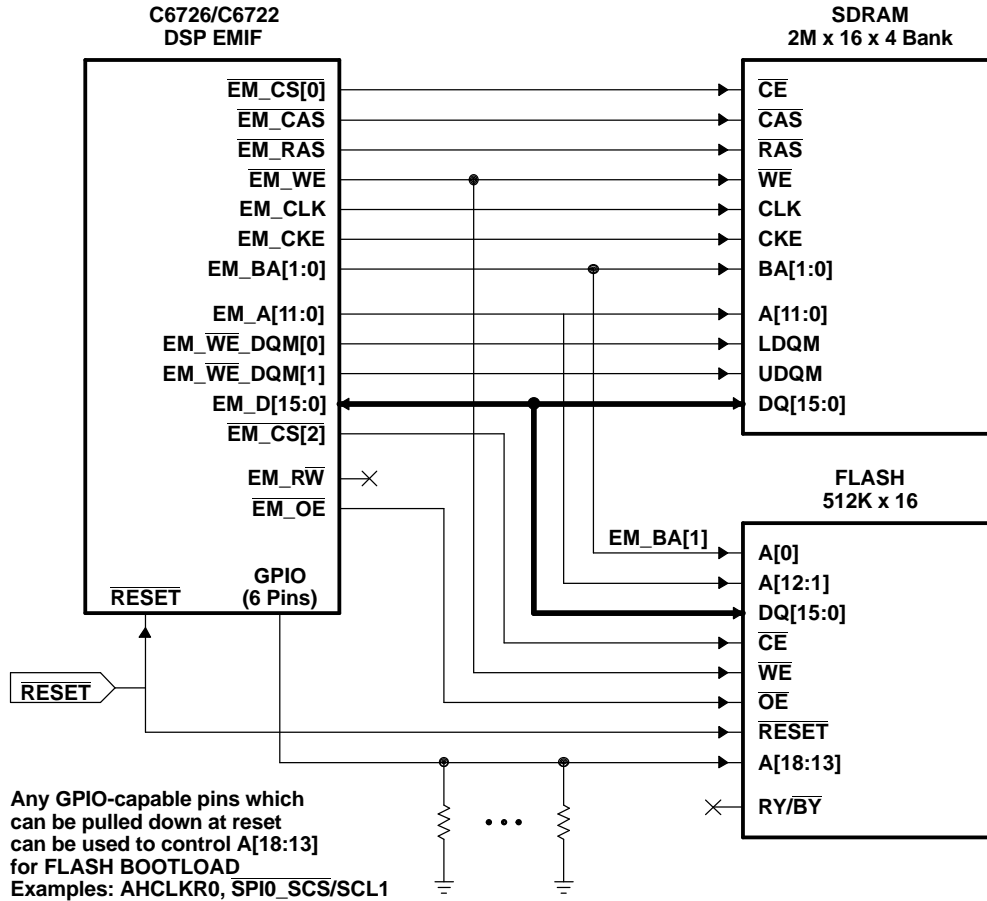 C6726/C6722
DSP EMIF
EM_CS[0]
EM_CAS
EM_RAS
EM_WE
EM_CLK
EM_CKE
EM_BA[1:0]
EM_A[11:0]
EM_WE_DQM[0]
EM_WE_DQM[1]
EM_D[15:0]
EM_CS[2]
EM_RW
EM_OE
GPIO
(6 Pins)
RESET
RESET
SDRAM
2M x 16 x 4 Bank
CE
CAS
RAS
WE
CLK
CKE
BA[1:0]
A[11:0]
LDQM
UDQM
DQ[15:0]
FLASH
512K x 16
EM_BA[1]
A[0]
A[12:1]
DQ[15:0]
CE
WE
OE
RESET
A[18:13]
RY/BY
Any GPIO-capable pins which
can be pulled down at reset
can be used to control A[18:13]
for FLASH BOOTLOAD
Examples: AHCLKR0, SPI0_SCS/SCL1